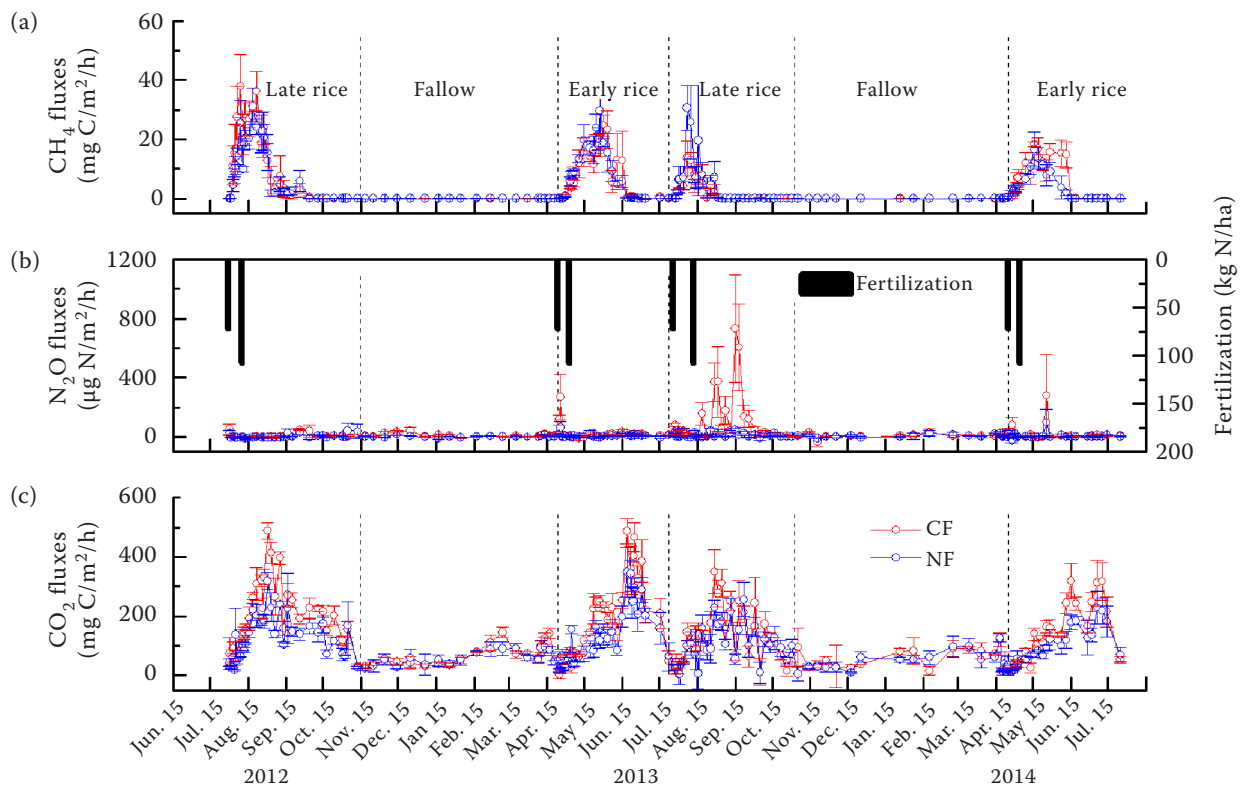 (a)
CH4 fluxes
(mg C/m²/h)
60
40
20
0
Late rice
Fallow
Early rice
Late rice
Fallow
Early rice
(b)
N2O fluxes
(µg N/m²/h)
1200
800
400
0
Fertilization
0
50
100
150
200
Fertilization (kg N/ha)
(c)
CO2 fluxes
(mg C/m²/h)
600
400
200
0
CF
NF
Jun. 15
Jul. 15
Aug. 15
Sep. 15
Oct. 15
Nov. 15
Dec. 15
Jan. 15
Feb. 15
Mar. 15
Apr. 15
May 15
Jun. 15
Jul. 15
Aug. 15
Sep. 15
Oct. 15
Nov. 15
Dec. 15
Jan. 15
Feb. 15
Mar. 15
Apr. 15
May 15
Jun. 15
Jul. 15
2012
2013
2014